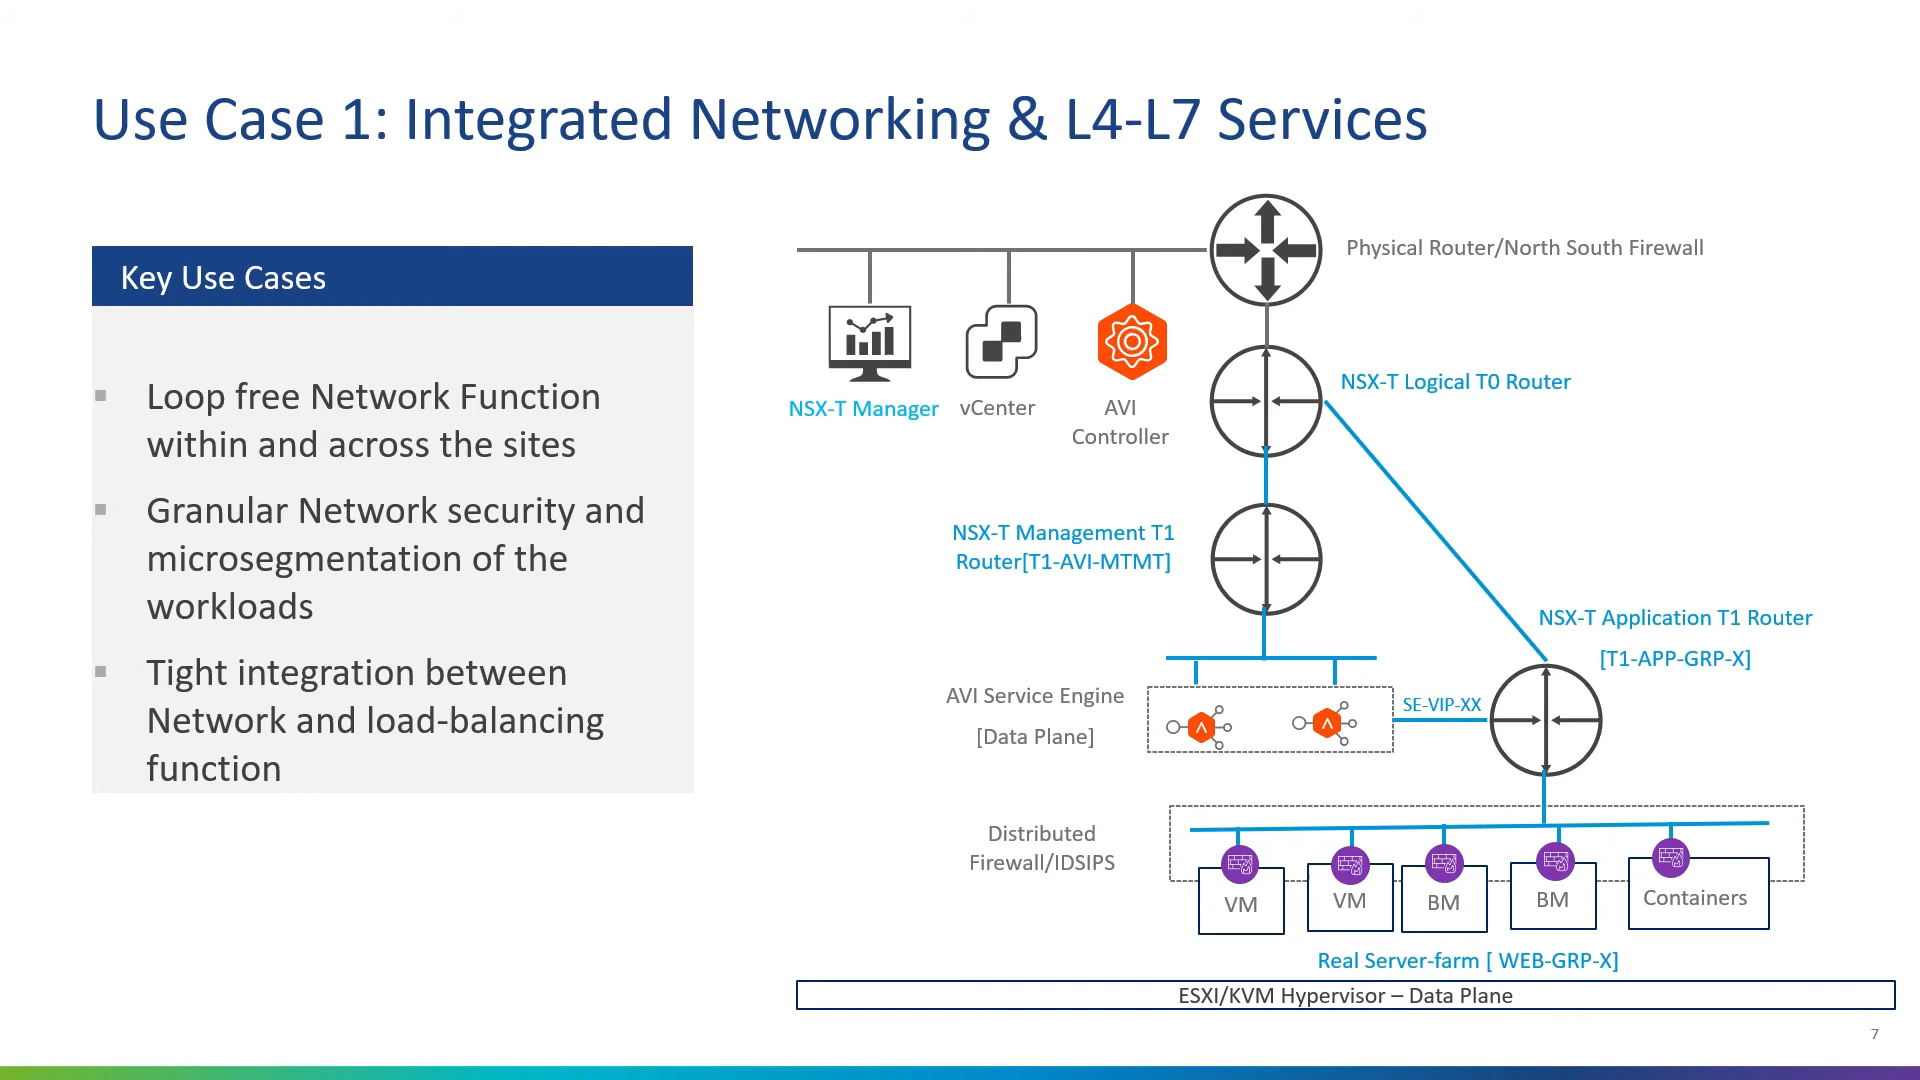 Use Case 1: Integrated Networking & L4-L7 Services
Key Use Cases
Loop free Network Function
within and across the sites
Granular Network security and
microsegmentation of the
workloads
Tight integration between
Network and load-balancing
function
Physical Router/North South Firewall
NSX-T Manager
vCenter
AVI
Controller
NSX-T Logical T0 Router
NSX-T Management T1
Router[T1-AVI-MTMT]
NSX-T Application T1 Router
[T1-APP-GRP-X]
AVI Service Engine
[Data Plane]
SE-VIP-XX
Distributed
Firewall/IDSIPS
VM
VM
BM
BM
Containers
Real Server-farm [ WEB-GRP-X]
ESXI/KVM Hypervisor – Data Plane
7